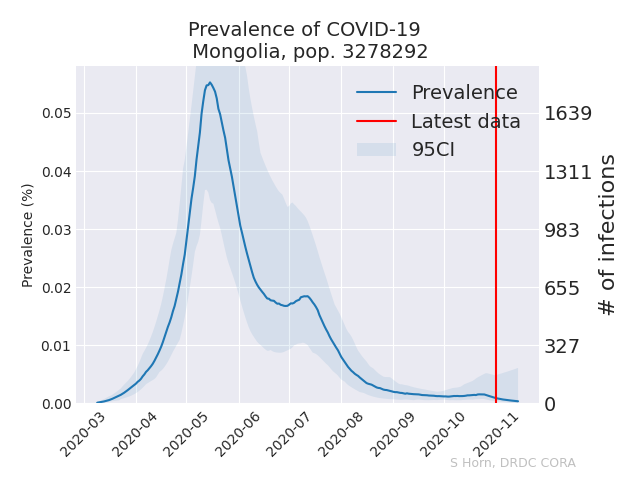 Prevalence of COVID-19
Mongolia, pop. 3278292
Prevalence
Latest data
95CI
Prevalence (%)
0.05
0.04
0.03
0.02
0.01
0.00
1639
1311
983
655
327
0
# of infections
2020-03
2020-04
2020-05
2020-06
2020-07
2020-08
2020-09
2020-10
2020-11
S Horn, DRDC CORA